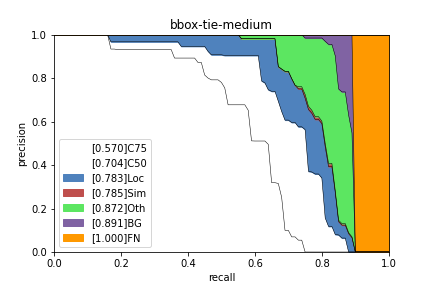 bbox-tie-medium
precision
1.0
0.8
0.6
0.4
0.2
0.0
[0.570]C75
[0.704]C50
[0.783]Loc
[0.785]Sim
[0.872]Oth
[0.891]BG
[1.000]FN
0.0 0.2 0.4 0.6 0.8 1.0
recall